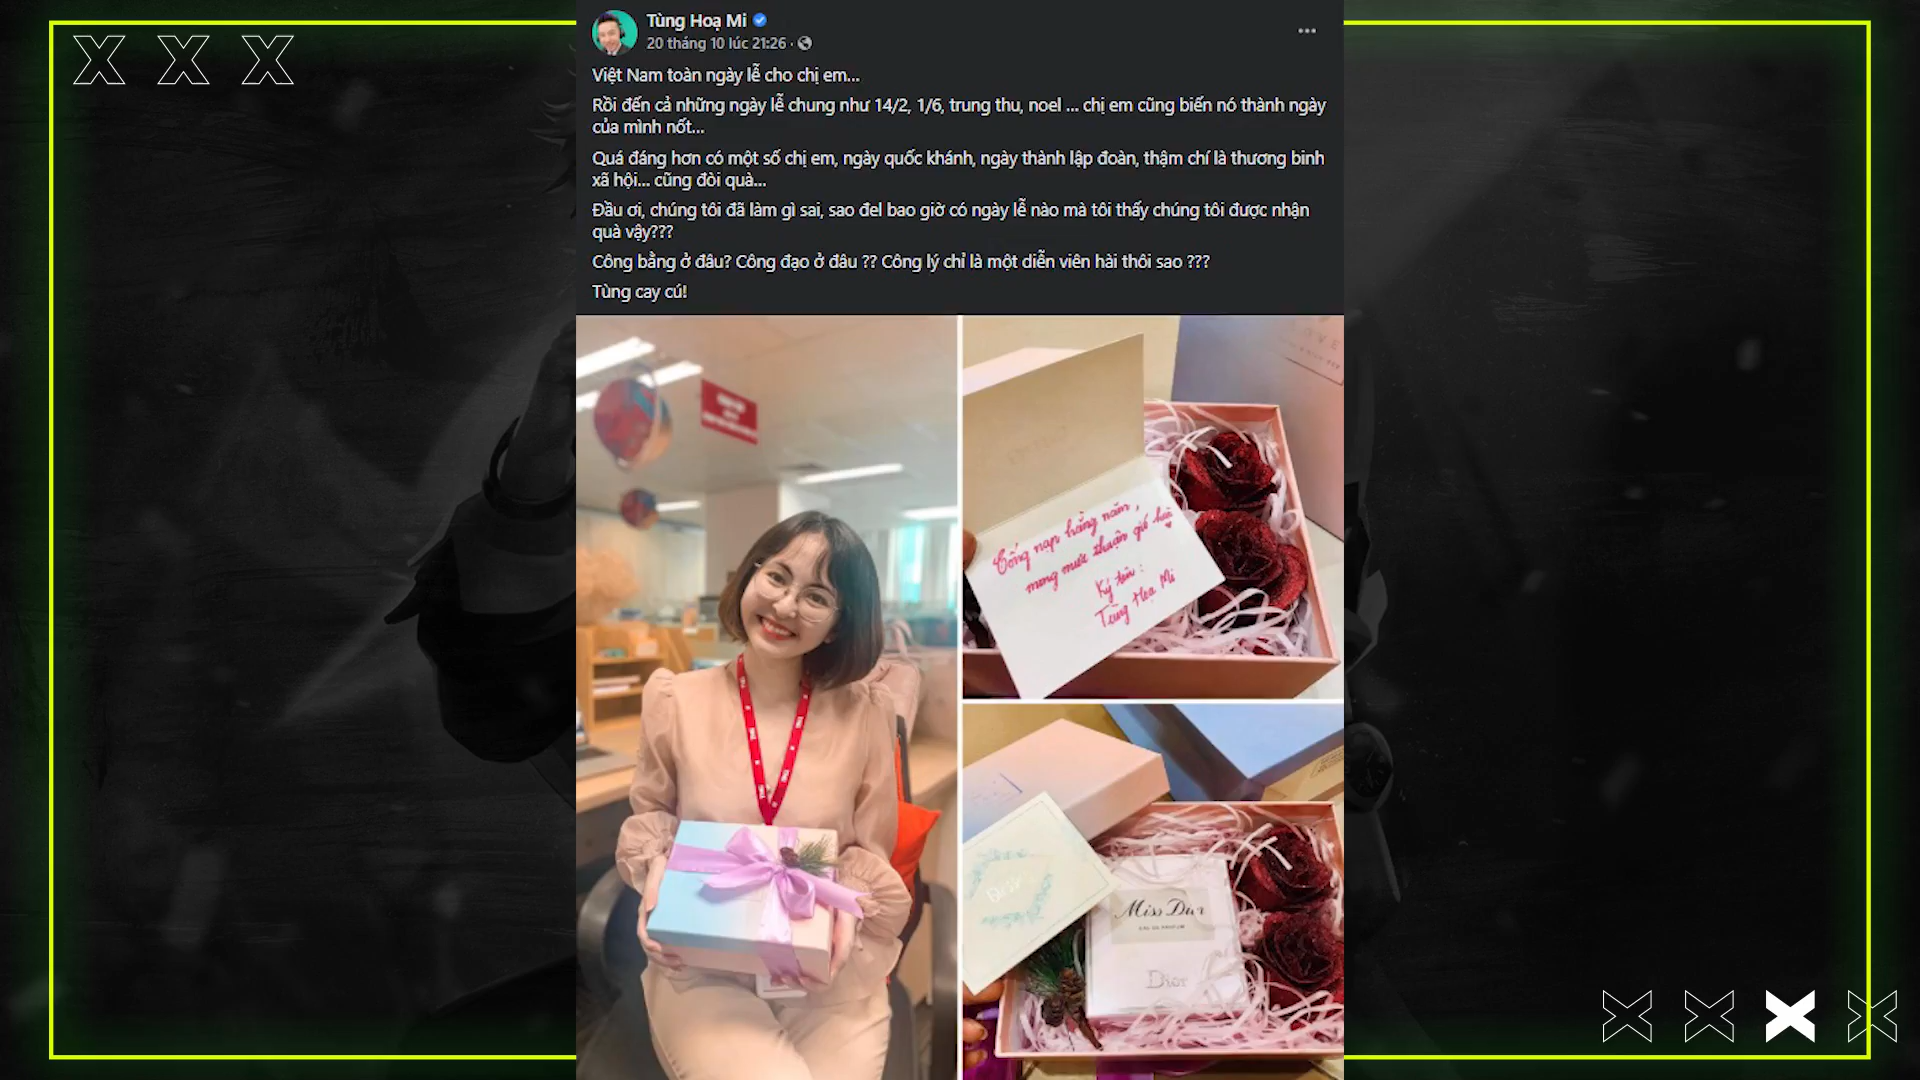 Tùng Hoạ Mi
20 tháng 10 lúc 21:26 ·
Việt Nam toàn ngày lễ cho chị em...
Rồi đến cả những ngày lễ chung như 14/2, 1/6, trung thu, noel ... chị em cũng biến nó thành ngày
của mình nốt...
Quá đáng hơn có một số chị em, ngày quốc khánh, ngày thành lập đoàn, thậm chí là thương binh
xã hội... cũng đòi quà...
Đầu ơi, chúng tôi đã làm gì sai, sao đel bao giờ có ngày lễ nào mà tôi thấy chúng tôi được nhận
quà vậy???
Công bằng ở đâu? Công đạo ở đâu ?? Công lý chỉ là một diễn viên hài thôi sao ???
Tùng cay cú!
Cống nạp hằng năm,
mưng mưa thuận gió hoà
Ký tên:
Tùng Hoạ Mi
Miss Dior
EAU DE PARFUM
Dior